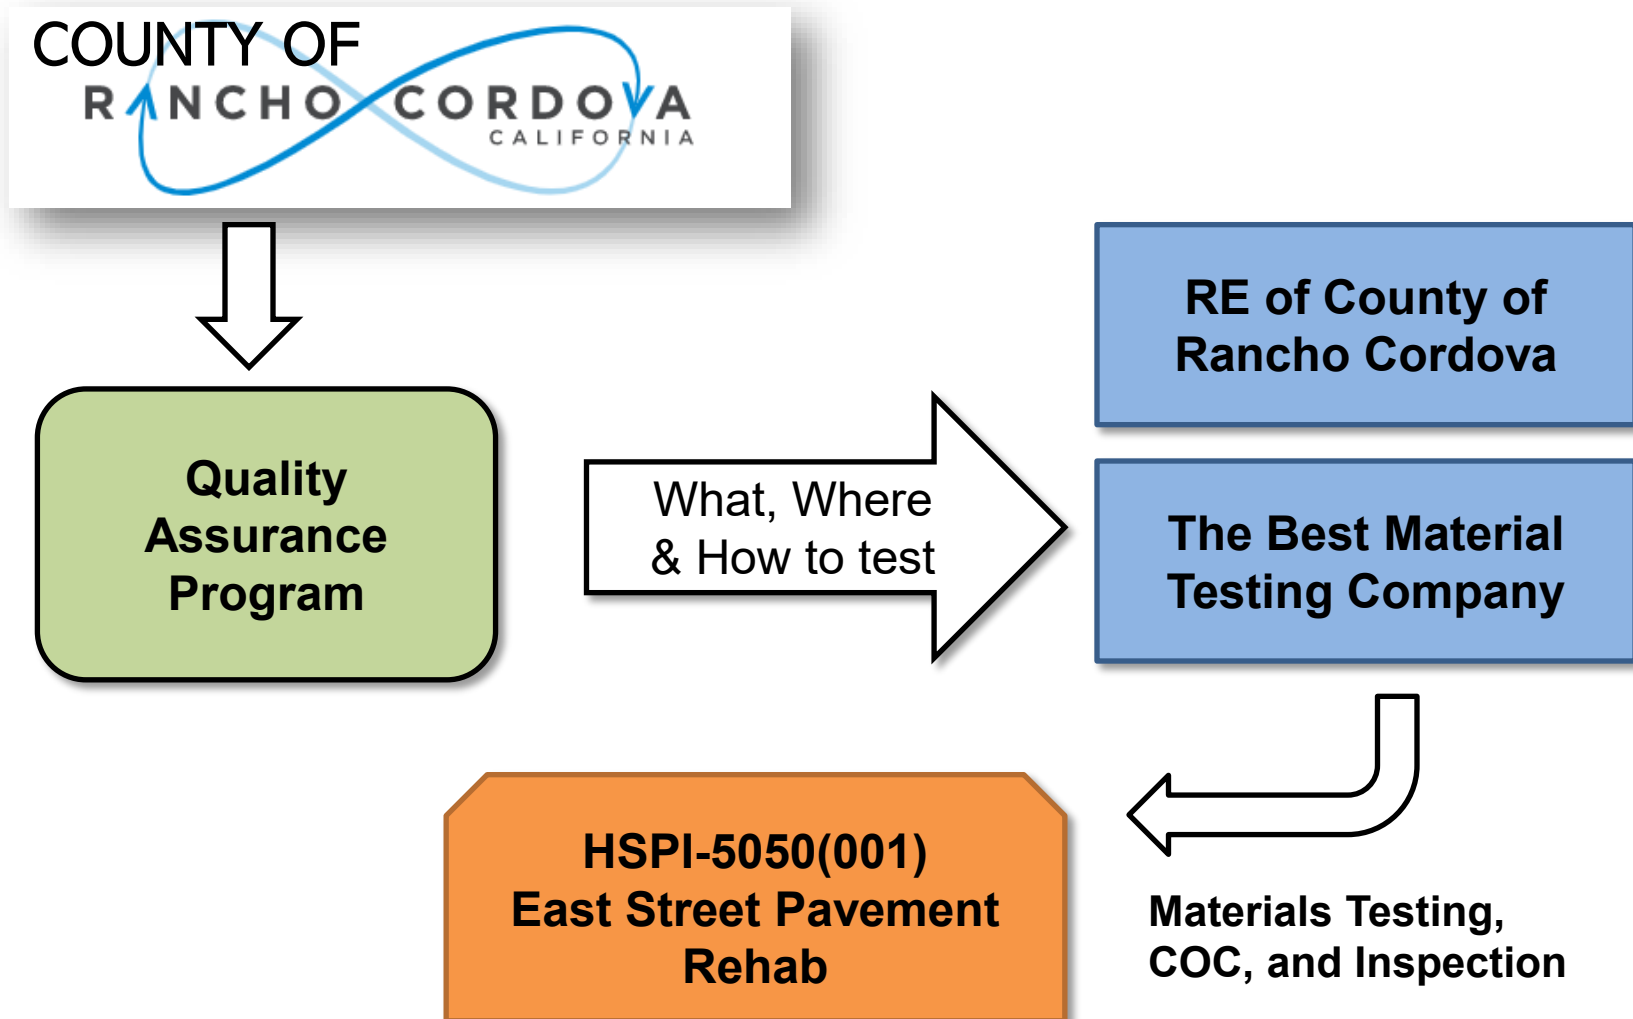 COUNTY OF
RANCHO CORDOVA
CALIFORNIA
RE of County of
Rancho Cordova
Quality
Assurance
Program
What, Where
& How to test
The Best Material
Testing Company
HSPI-5050(001)
East Street Pavement
Rehab
Materials Testing,
COC, and Inspection